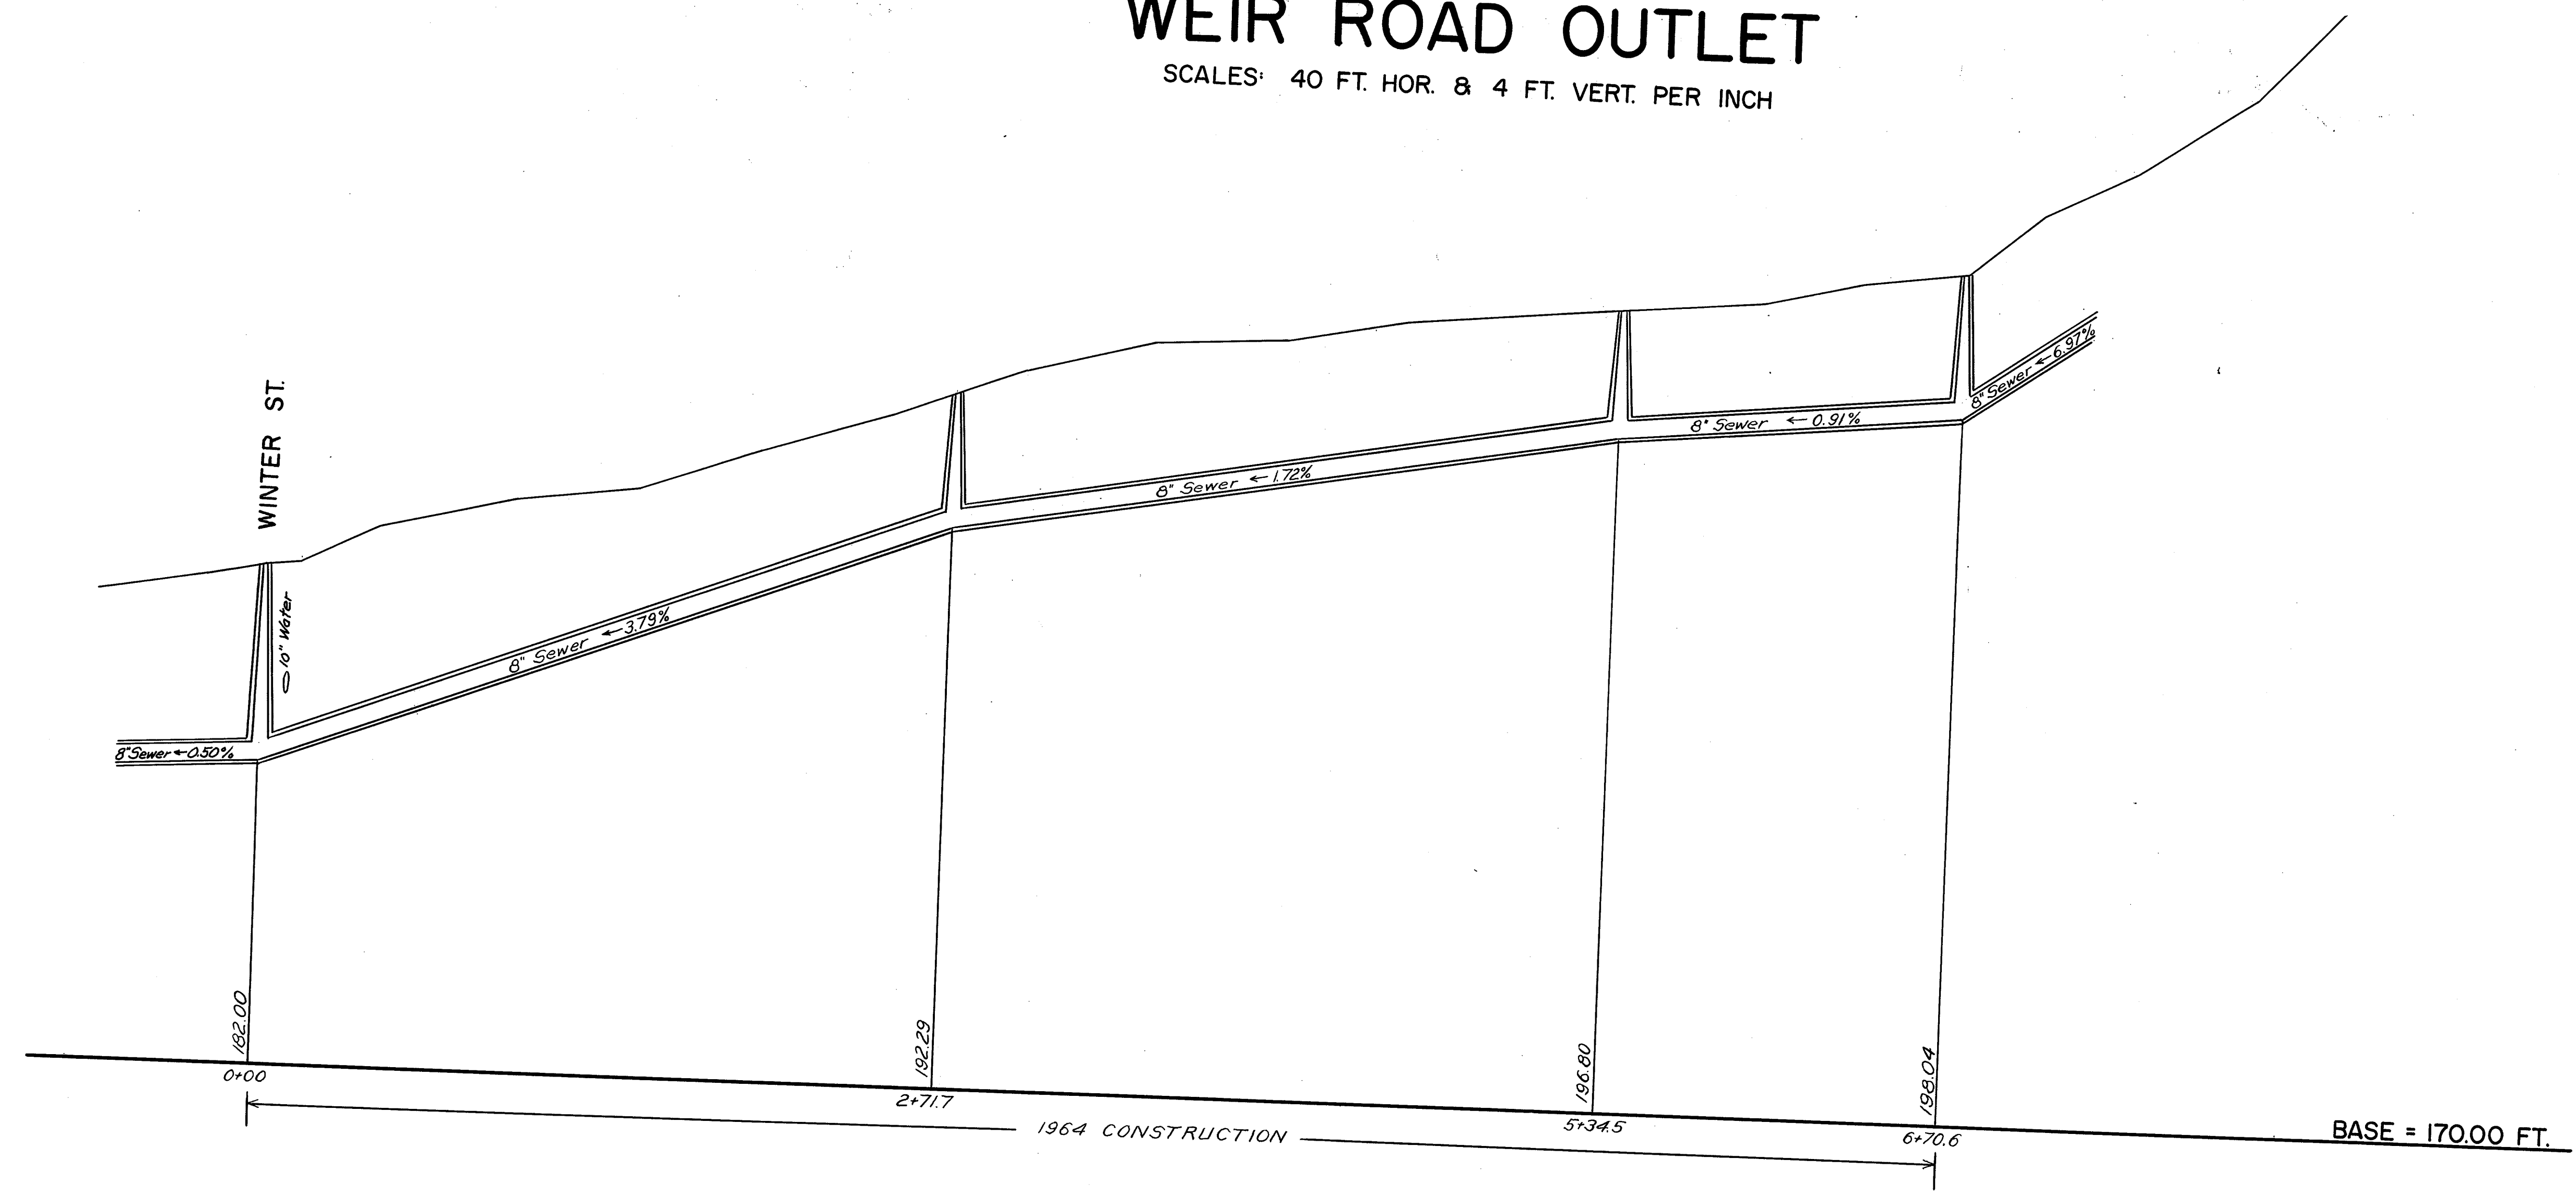 WEIR ROAD OUTLET
SCALES: 40 FT. HOR. & 4 FT. VERT. PER INCH
WINTER ST.
10" Water
8" Sewer ← 0.50%
8" Sewer ← 3.79%
8" Sewer ← 1.72%
8" Sewer ← 0.91%
8" Sewer ← 6.97%
182.00
192.29
196.80
198.04
0+00
2+71.7
5+34.5
6+70.6
1964 CONSTRUCTION
BASE = 170.00 FT.